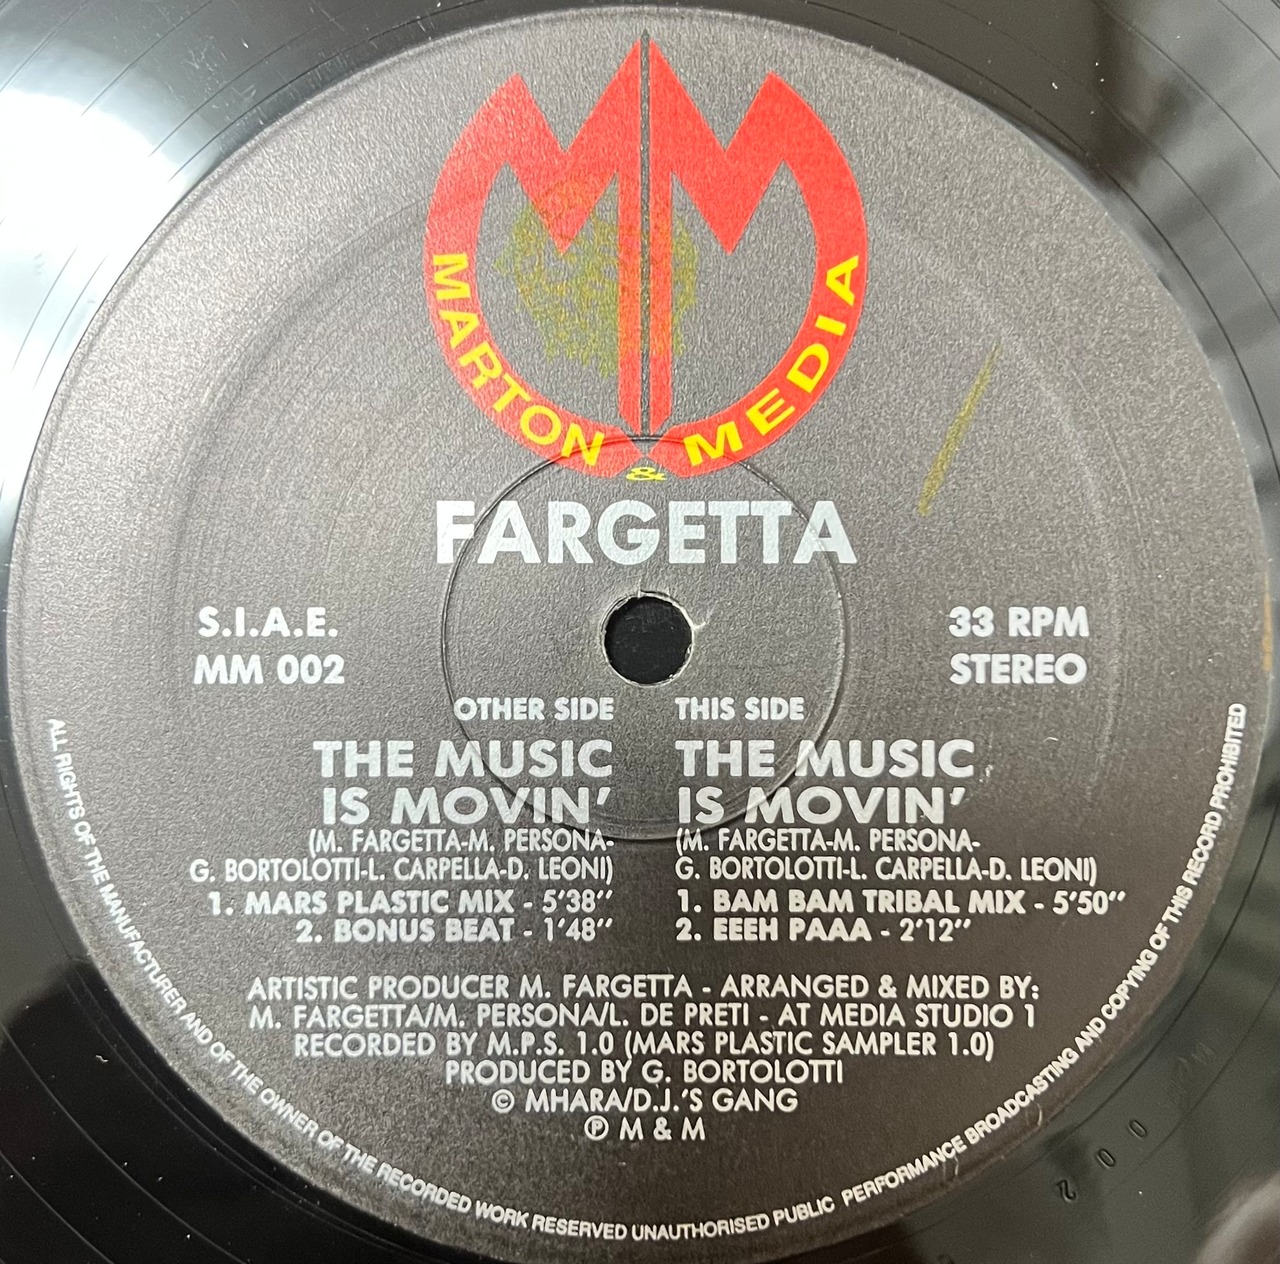 MARTON & MEDIA
FARGETTA
S.I.A.E.
MM 002
33 RPM
STEREO
OTHER SIDE
THE MUSIC
IS MOVIN'
(M. FARGETTA-M. PERSONA-
G. BORTOLOTTI-L. CARPELLA-D. LEONI)
1. MARS PLASTIC MIX - 5'38"
2. BONUS BEAT - 1'48"
THIS SIDE
THE MUSIC
IS MOVIN'
(M. FARGETTA-M. PERSONA-
G. BORTOLOTTI-L. CARPELLA-D. LEONI)
1. BAM BAM TRIBAL MIX - 5'50"
2. EEEH PAAA - 2'12"
ARTISTIC PRODUCER M. FARGETTA - ARRANGED & MIXED BY:
M. FARGETTA/M. PERSONA/L. DE PRETI - AT MEDIA STUDIO 1
RECORDED BY M.P.S. 1.0 (MARS PLASTIC SAMPLER 1.0)
PRODUCED BY G. BORTOLOTTI
© MHARA/D.J.'S GANG
℗ M & M
ALL RIGHTS OF THE MANUFACTURER AND OF THE OWNER OF THE RECORDED WORK RESERVED UNAUTHORISED PUBLIC PERFORMANCE BROADCASTING AND COPYING OF THIS RECORD PROHIBITED